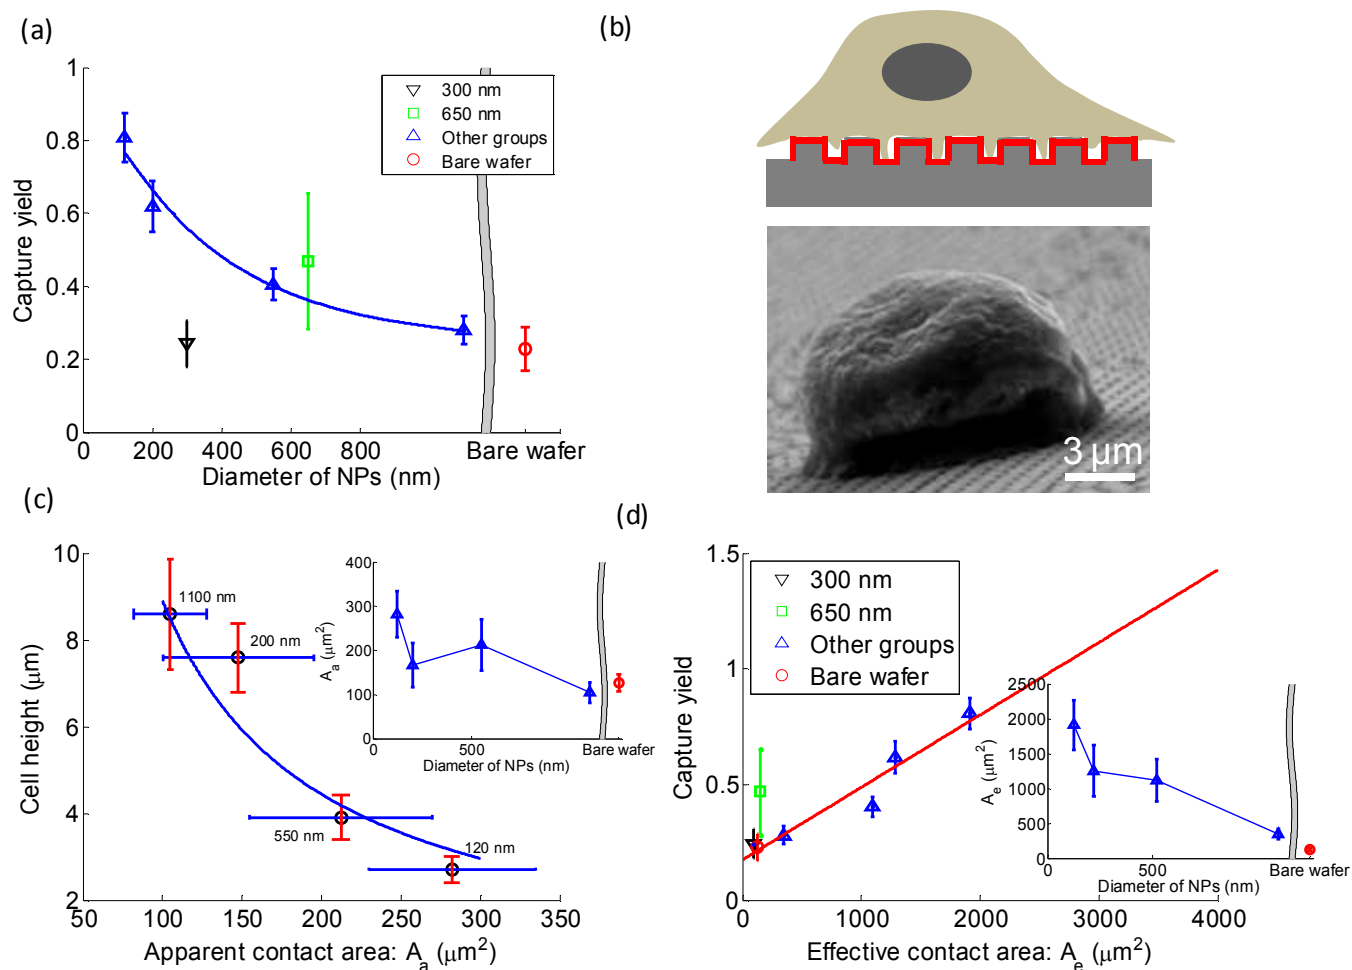 (a)
1
0.8
0.6
0.4
0.2
0
Capture yield
300 nm
650 nm
Other groups
Bare wafer
0
200
400
600
800
Bare wafer
Diameter of NPs (nm)
(b)
3 μm
(c)
10
8
6
4
2
Cell height (μm)
1100 nm
200 nm
550 nm
120 nm
50
100
150
200
250
300
350
Apparent contact area: A_a (μm²)
400
300
200
100
0
A_a (μm²)
0
500
Bare wafer
Diameter of NPs (nm)
(d)
1.5
1
0.5
0
Capture yield
300 nm
650 nm
Other groups
Bare wafer
0
1000
2000
3000
4000
Effective contact area: A_e (μm²)
2500
2000
1500
1000
500
0
A_e (μm²)
0
500
Bare wafer
Diameter of NPs (nm)